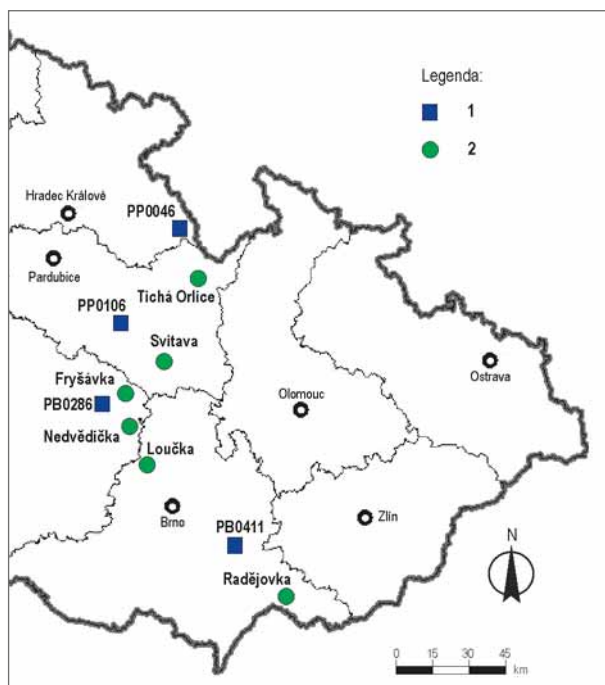 Legenda:
1
2
Hradec Králově
PP0046
Pardubice
Tichá Orlice
PP0106
Svitava
Fryšávka
PB0286
Nedvědička
Loučka
Olomouc
Ostrava
Brno
Zlín
PB0411
Radějovka
N
0 15 30 45
km